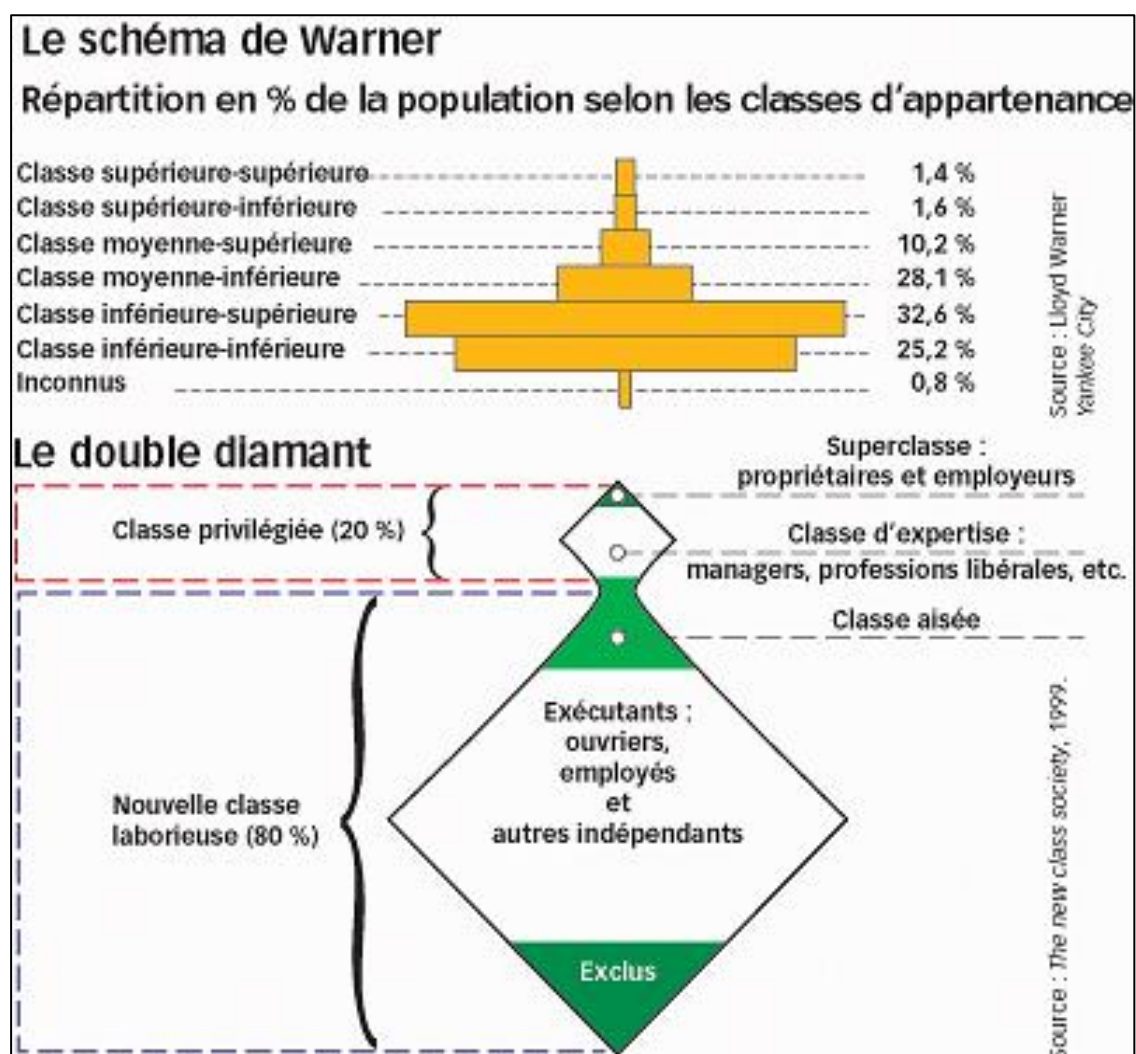 Le schéma de Warner
Répartition en % de la population selon les classes d'appartenance
Classe supérieure-supérieure 1,4 %
Classe supérieure-inférieure 1,6 %
Classe moyenne-supérieure 10,2 %
Classe moyenne-inférieure 28,1 %
Classe inférieure-supérieure 32,6 %
Classe inférieure-inférieure 25,2 %
Inconnus 0,8 %
Source : Lloyd Warner
Yankee City
Le double diamant
Superclasse :
propriétaires et employeurs
Classe privilégiée (20 %)
Classe d'expertise :
managers, professions libérales, etc.
Classe aisée
Exécutants :
ouvriers,
employés
et
autres indépendants
Nouvelle classe
laborieuse (80 %)
Exclus
Source : The new class society, 1999.